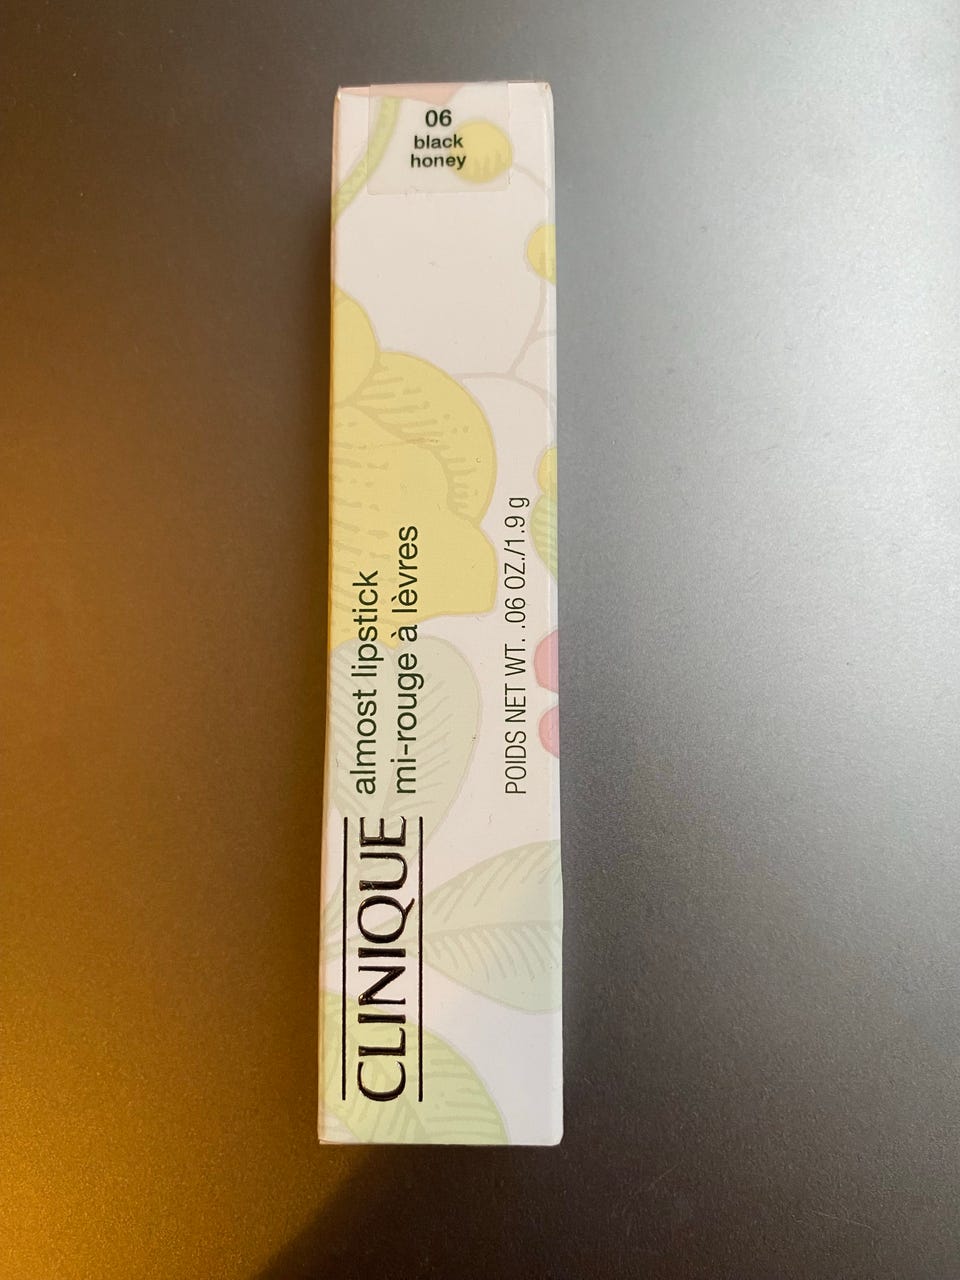 06
black
honey
CLINIQUE
almost lipstick
mi-rouge à lèvres
POIDS NET WT. .06 OZ./1.9 g